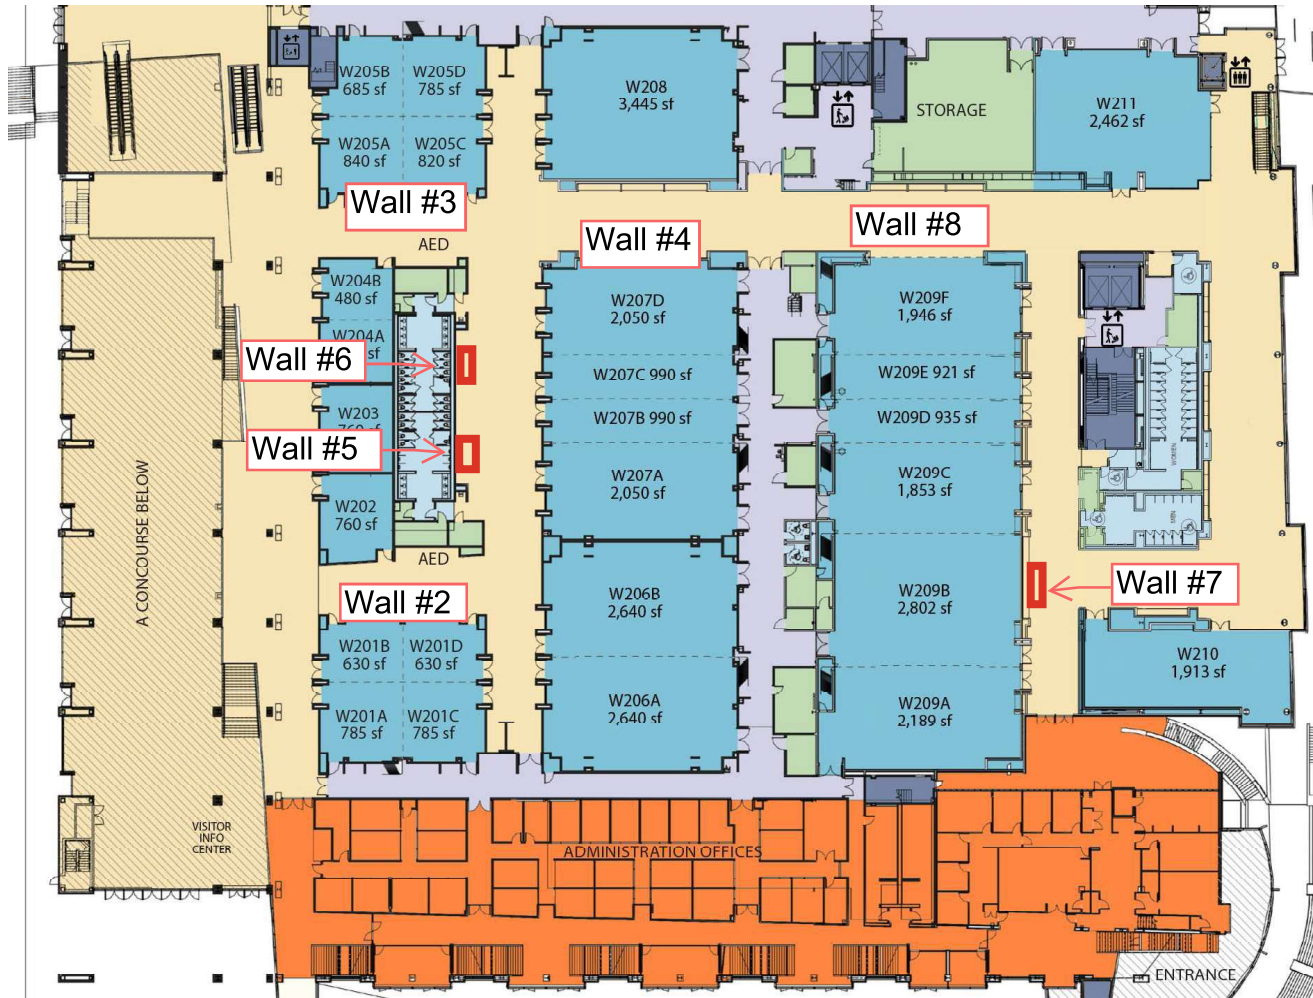 W205B
685 sf
W205D
785 sf
W205A
840 sf
W205C
820 sf
W208
3,445 sf
STORAGE
W211
2,462 sf
Wall #3
Wall #4
Wall #8
AED
W204B
480 sf
W204A
sf
Wall #6
W203
760 sf
Wall #5
W202
760 sf
AED
Wall #2
W201B
630 sf
W201D
630 sf
W201A
785 sf
W201C
785 sf
W207D
2,050 sf
W207C 990 sf
W207B 990 sf
W207A
2,050 sf
W206B
2,640 sf
W206A
2,640 sf
W209F
1,946 sf
W209E 921 sf
W209D 935 sf
W209C
1,853 sf
W209B
2,802 sf
W209A
2,189 sf
WOMEN
MEN
Wall #7
W210
1,913 sf
A CONCOURSE BELOW
VISITOR
INFO
CENTER
ADMINISTRATION OFFICES
ENTRANCE